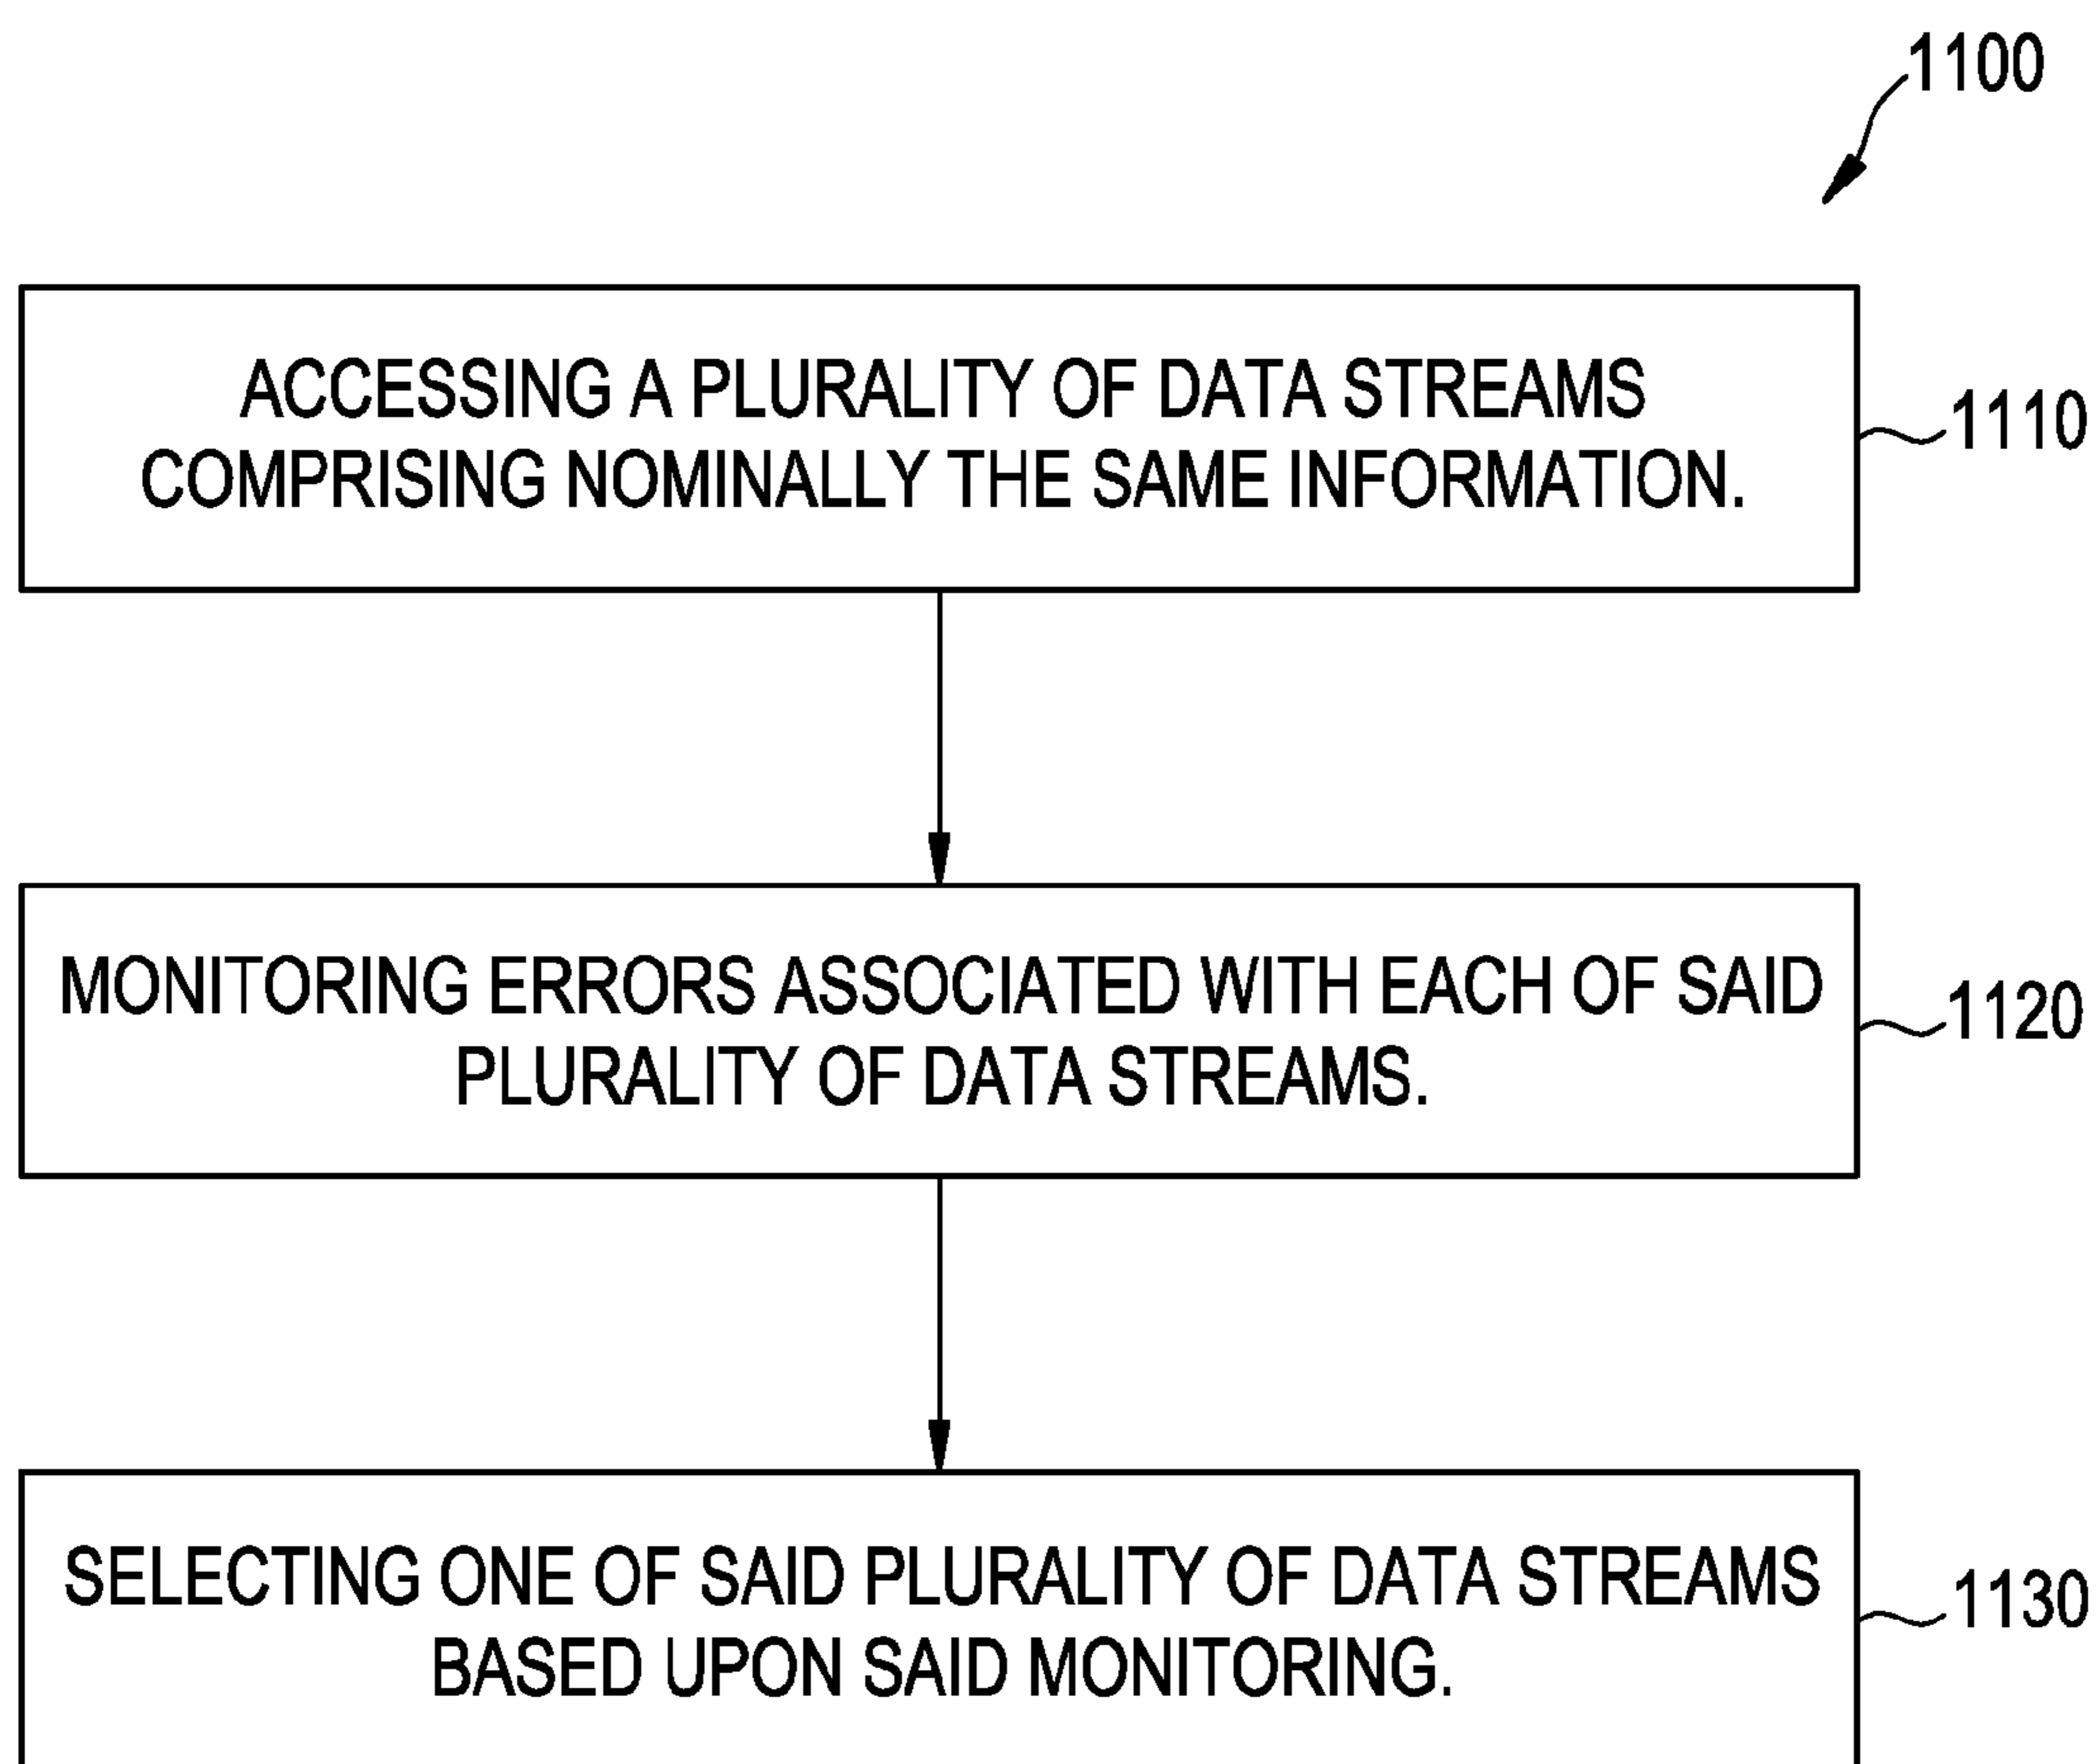 1100
ACCESSING A PLURALITY OF DATA STREAMS
COMPRISING NOMINALLY THE SAME INFORMATION.
1110
MONITORING ERRORS ASSOCIATED WITH EACH OF SAID
PLURALITY OF DATA STREAMS.
1120
SELECTING ONE OF SAID PLURALITY OF DATA STREAMS
BASED UPON SAID MONITORING.
1130